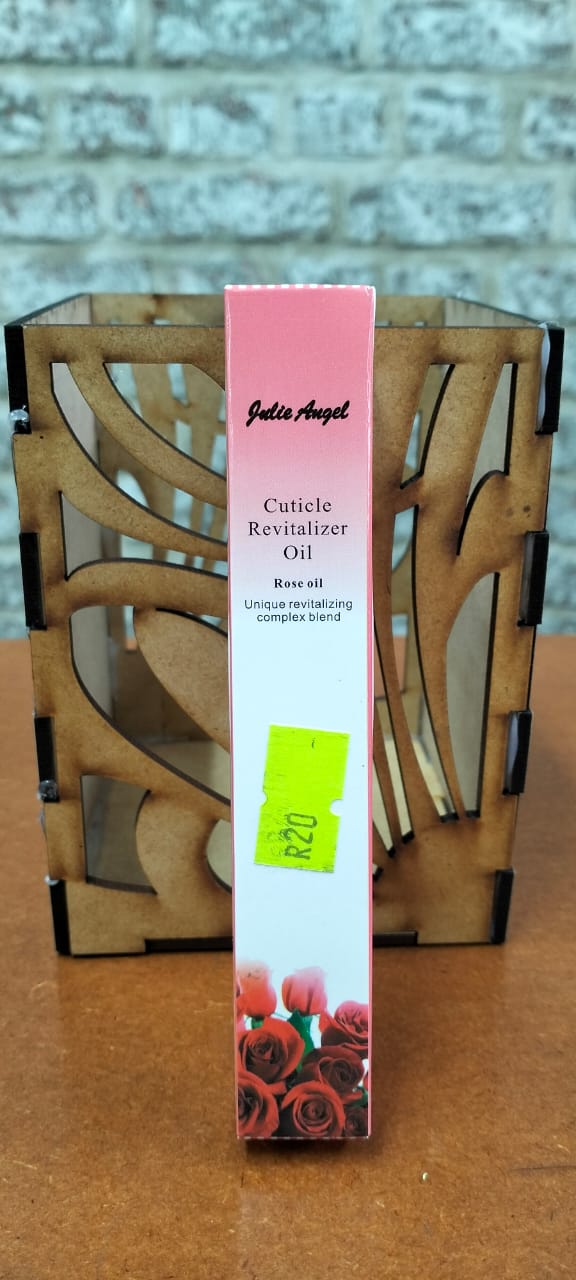 Julie Angel
Cuticle
Revitalizer
Oil
Rose oil
Unique revitalizing
complex blend
R20